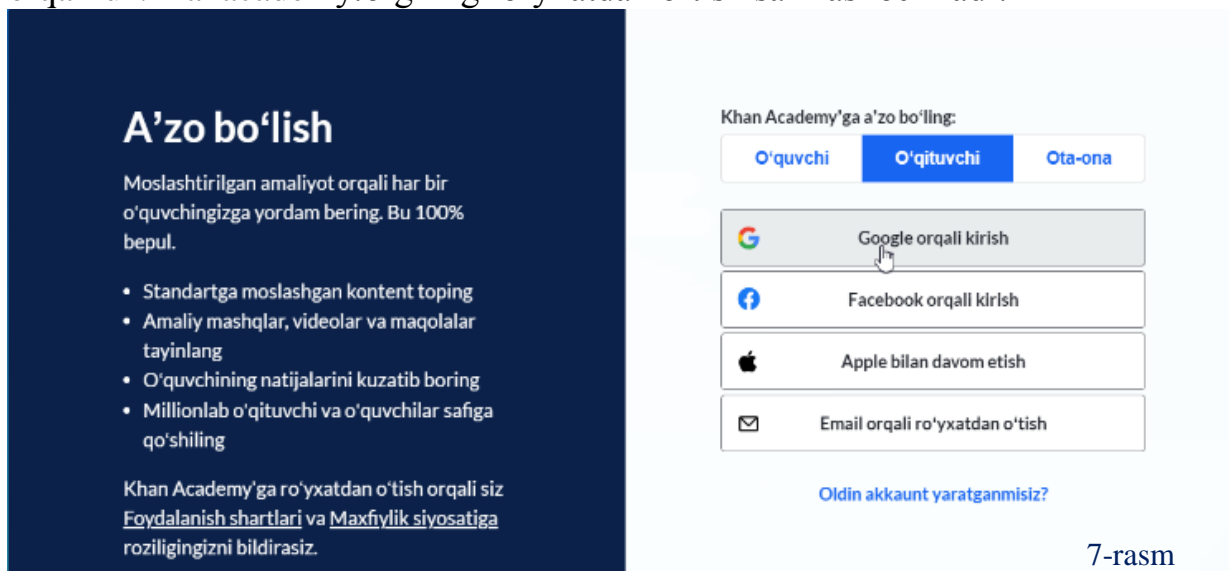 A’zo bo‘lish
Moslashtirilgan amaliyot orqali har bir
o‘quvchingizga yordam bering. Bu 100%
bepul.
• Standartga moslashgan kontent toping
• Amaliy mashqlar, videolar va maqolalar
tayinlang
• O‘quvchining natijalarini kuzatib boring
• Millionlab o‘qituvchi va o‘quvchilar safiga
qo‘shiling
Khan Academy'ga ro‘yxatdan o‘tish orqali siz
Foydalanish shartlari va Maxfiylik siyosatiga
roziligingizni bildirasiz.
Khan Academy'ga a'zo bo‘ling:
O‘quvchi O‘qituvchi Ota-ona
Google orqali kirish
Facebook orqali kirish
Apple bilan davom etish
Email orqali ro‘yxatdan o‘tish
Oldin akkaunt yaratganmisiz?
7-rasm